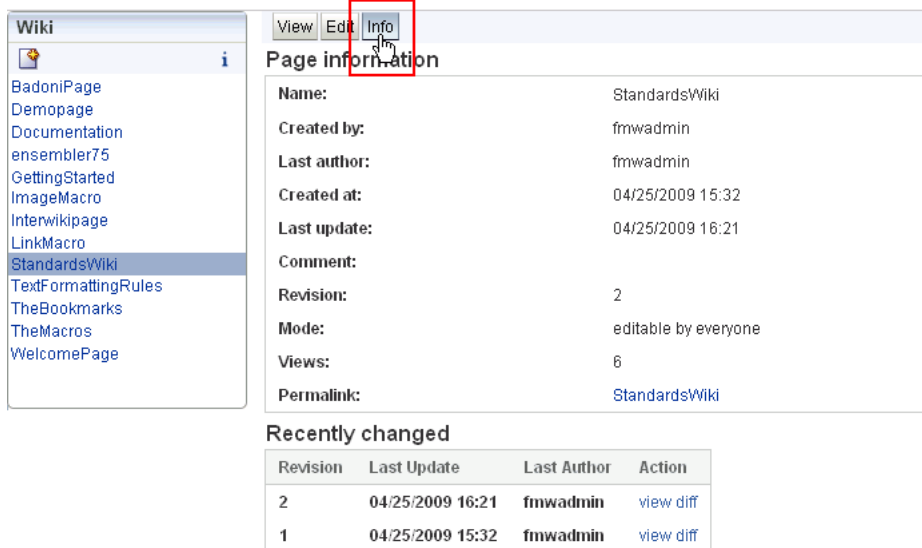 Wiki
i
BadoniPage
Demopage
Documentation
ensembler75
GettingStarted
ImageMacro
Interwikipage
LinkMacro
StandardsWiki
TextFormattingRules
TheBookmarks
TheMacros
WelcomePage
View Edit Info
Page information
Name: StandardsWiki
Created by: fmwadmin
Last author: fmwadmin
Created at: 04/25/2009 15:32
Last update: 04/25/2009 16:21
Comment:
Revision: 2
Mode: editable by everyone
Views: 6
Permalink: StandardsWiki
Recently changed
Revision Last Update Last Author Action
2 04/25/2009 16:21 fmwadmin view diff
1 04/25/2009 15:32 fmwadmin view diff